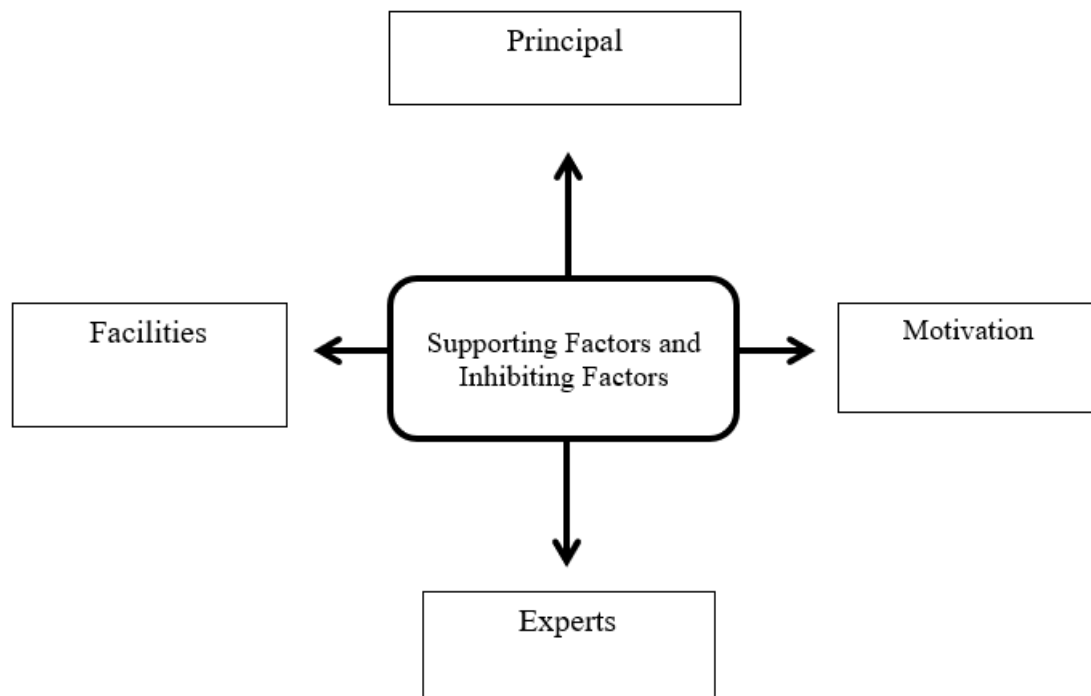 Principal
Facilities
Supporting Factors and
Inhibiting Factors
Motivation
Experts